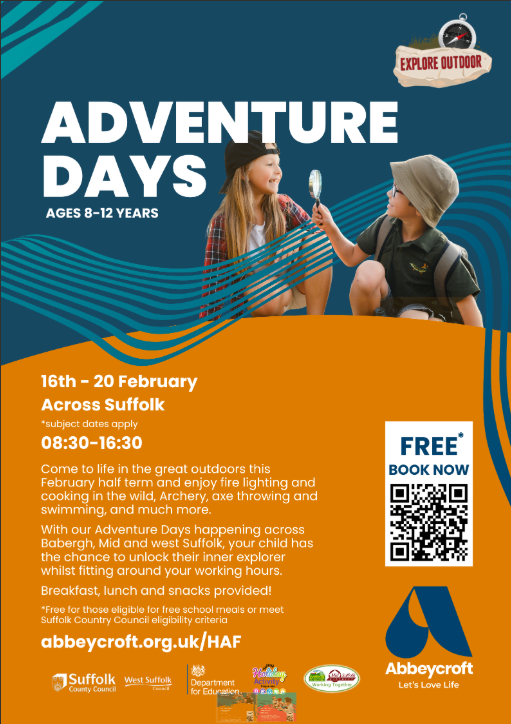 EXPLORE OUTDOOR
ADVENTURE
DAYS
AGES 8-12 YEARS
16th - 20 February
Across Suffolk
*subject dates apply
08:30-16:30
Come to life in the great outdoors this
February half term and enjoy fire lighting and
cooking in the wild, Archery, axe throwing and
swimming, and much more.
With our Adventure Days happening across
Babergh, Mid and west Suffolk, your child has
the chance to unlock their inner explorer
whilst fitting around your working hours.
Breakfast, lunch and snacks provided!
*Free for those eligible for free school meals or meet
Suffolk Country Council eligibility criteria
abbeycroft.org.uk/HAF
FREE*
BOOK NOW
Abbeycroft
Let's Love Life
Suffolk
County Council
West Suffolk
Council
Department
for Education
Holiday
Activity
Working Together